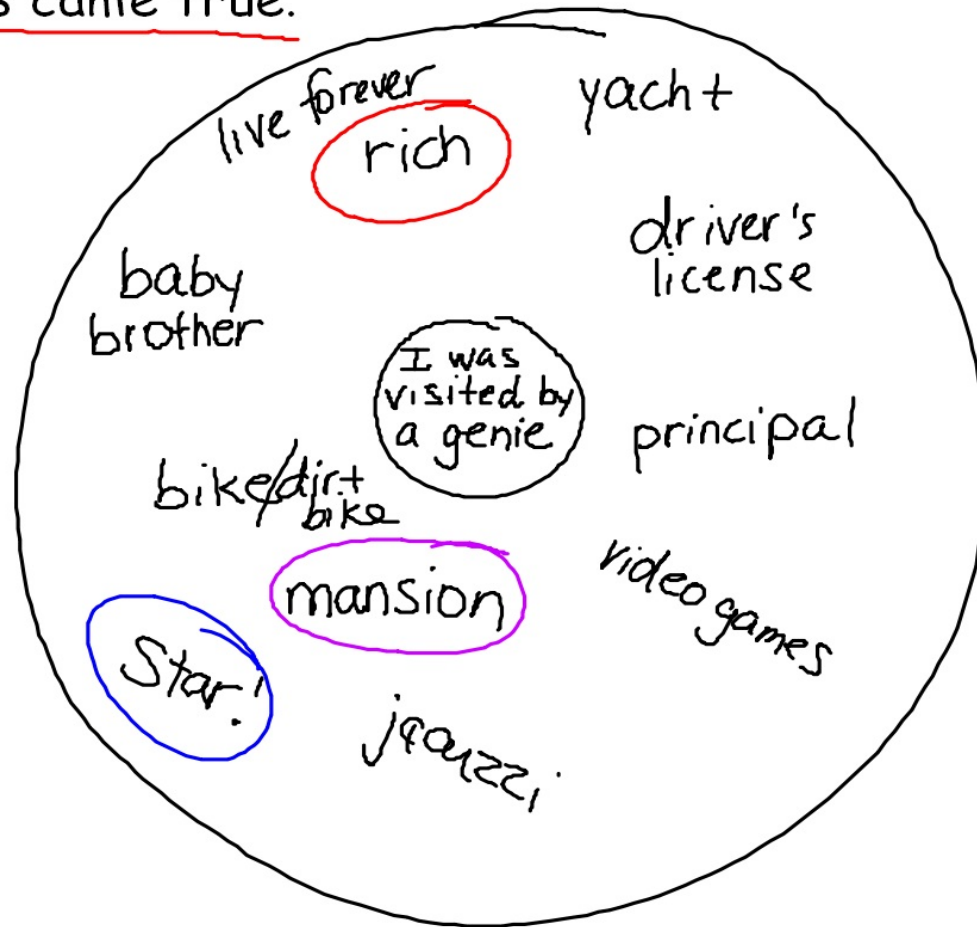 s came true.
live forever
yacht
rich
driver's
license
baby
brother
I was
visited by
a genie
principal
bike/dirt
bike
video games
mansion
Star!
jacuzzi